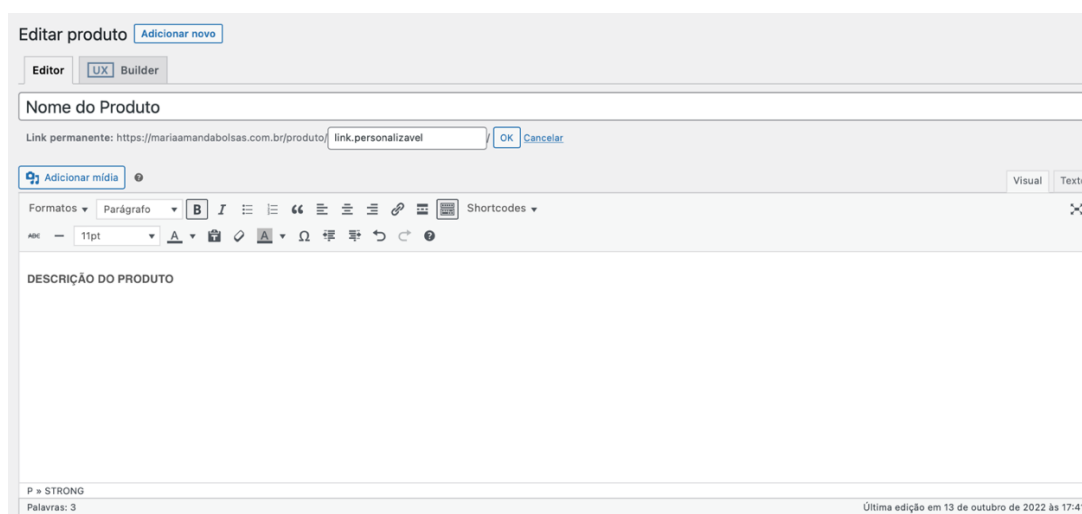 Editar produto Adicionar novo
Editor UX Builder
Nome do Produto
Link permanente: https://mariaamandabolsas.com.br/produto/ link.personalizavel / OK Cancelar
Adicionar mídia
Visual Texto
Formatos Parágrafo B I Shortcodes
ABC 11pt A A Ω
DESCRIÇÃO DO PRODUTO
P » STRONG
Palavras: 3 Última edição em 13 de outubro de 2022 às 17:4